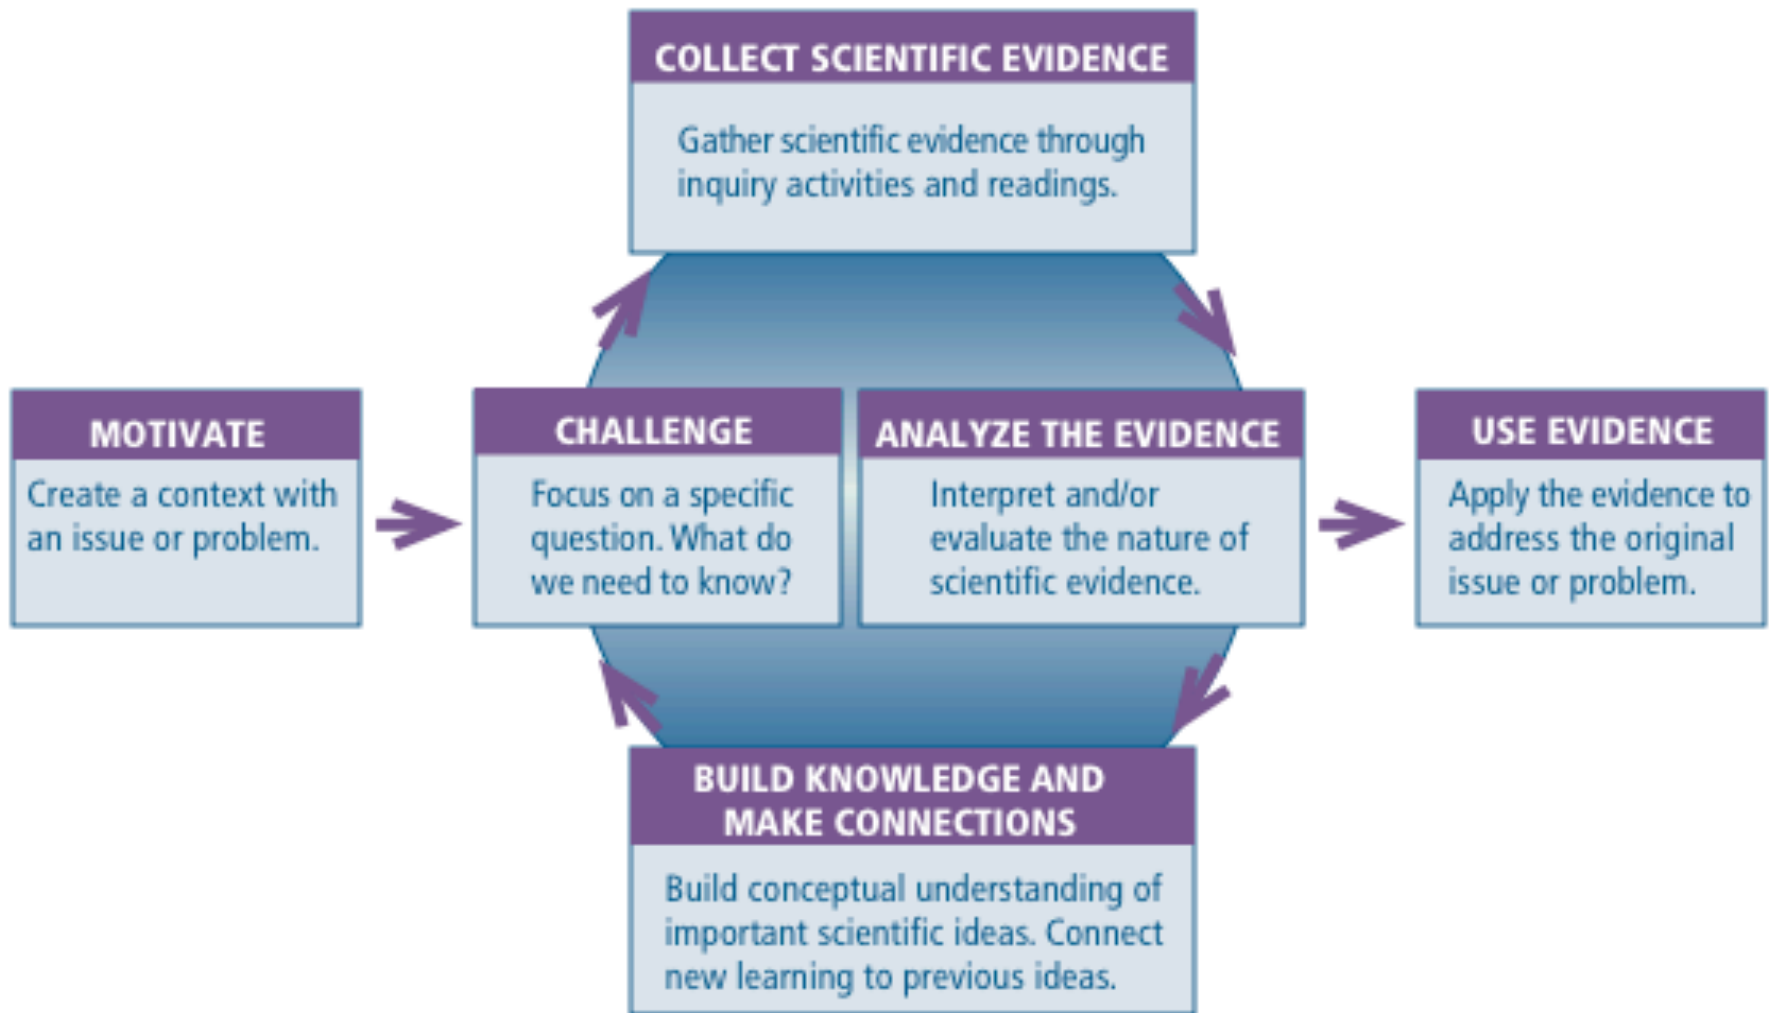 COLLECT SCIENTIFIC EVIDENCE
Gather scientific evidence through
inquiry activities and readings.
MOTIVATE
Create a context with
an issue or problem.
CHALLENGE
Focus on a specific
question. What do
we need to know?
ANALYZE THE EVIDENCE
Interpret and/or
evaluate the nature of
scientific evidence.
USE EVIDENCE
Apply the evidence to
address the original
issue or problem.
BUILD KNOWLEDGE AND
MAKE CONNECTIONS
Build conceptual understanding of
important scientific ideas. Connect
new learning to previous ideas.